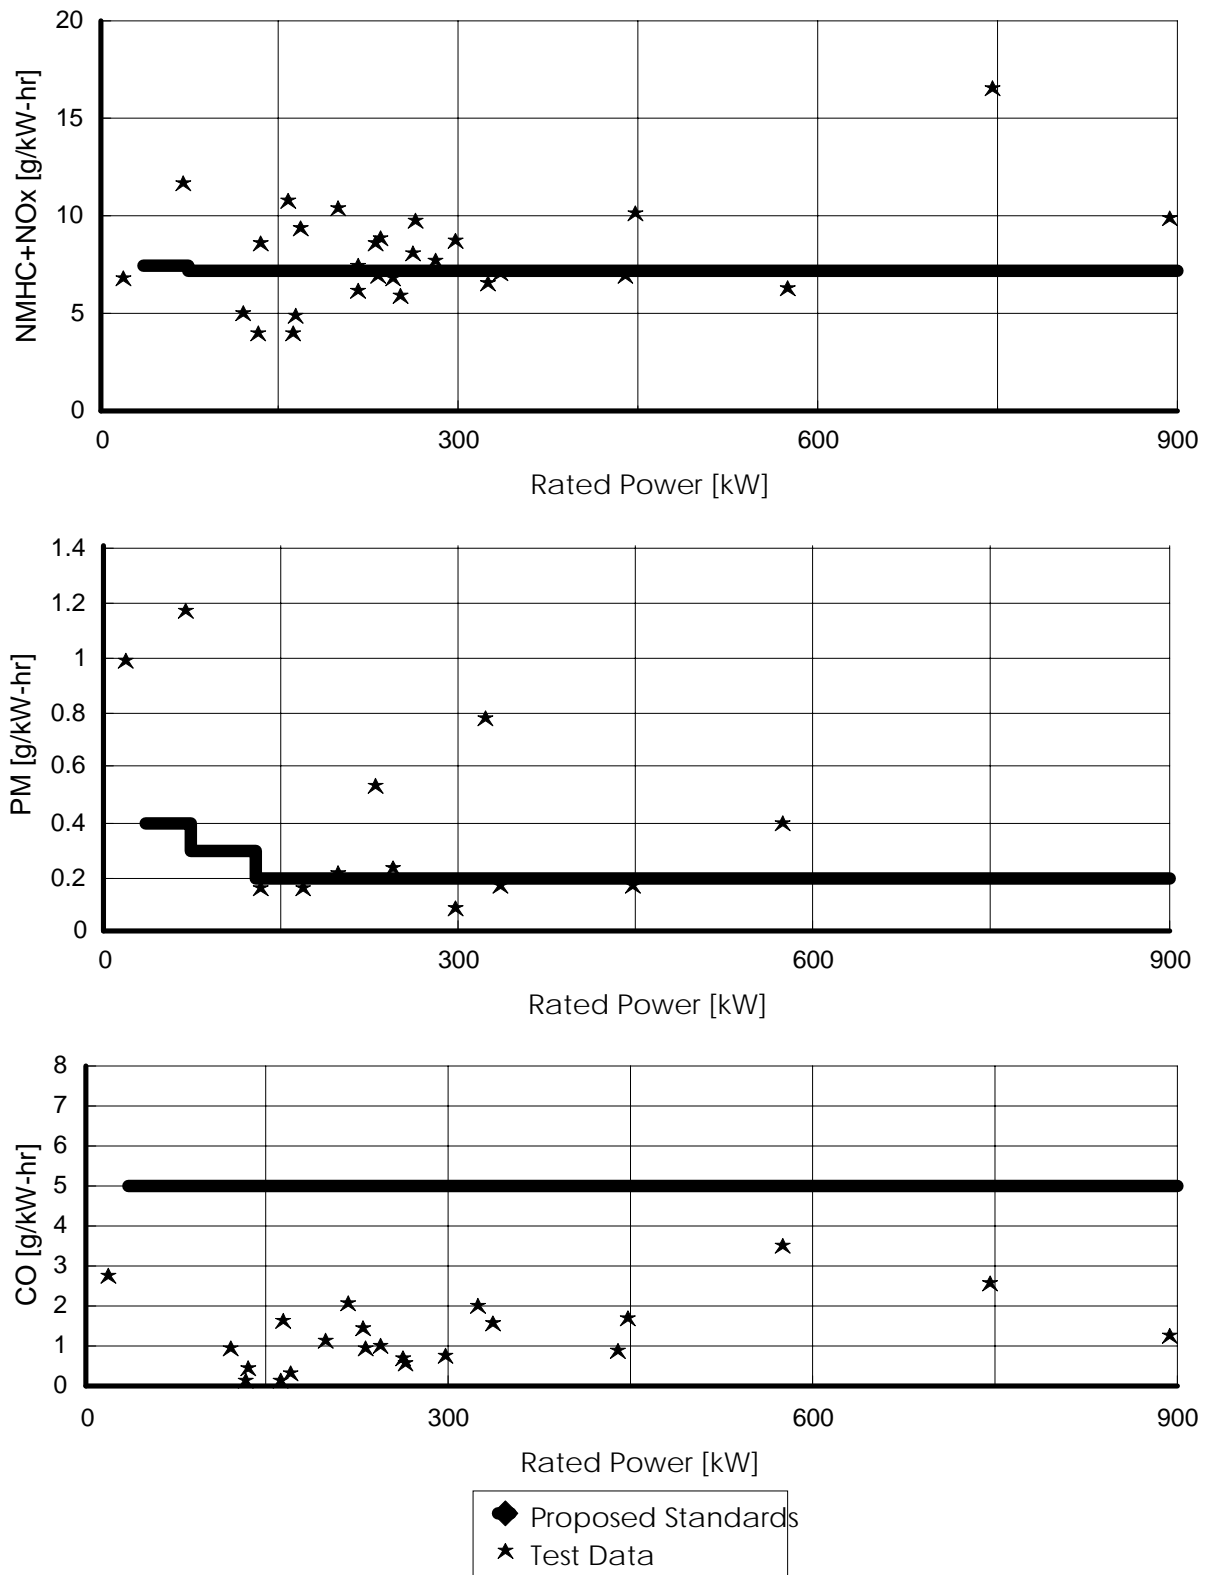 20
15
10
5
0
NMHC+NOx [g/kW-hr]
0 300 600 900
Rated Power [kW]
1.4
1.2
1
0.8
0.6
0.4
0.2
0
PM [g/kW-hr]
0 300 600 900
Rated Power [kW]
8
7
6
5
4
3
2
1
0
CO [g/kW-hr]
0 300 600 900
Rated Power [kW]
Proposed Standards
Test Data